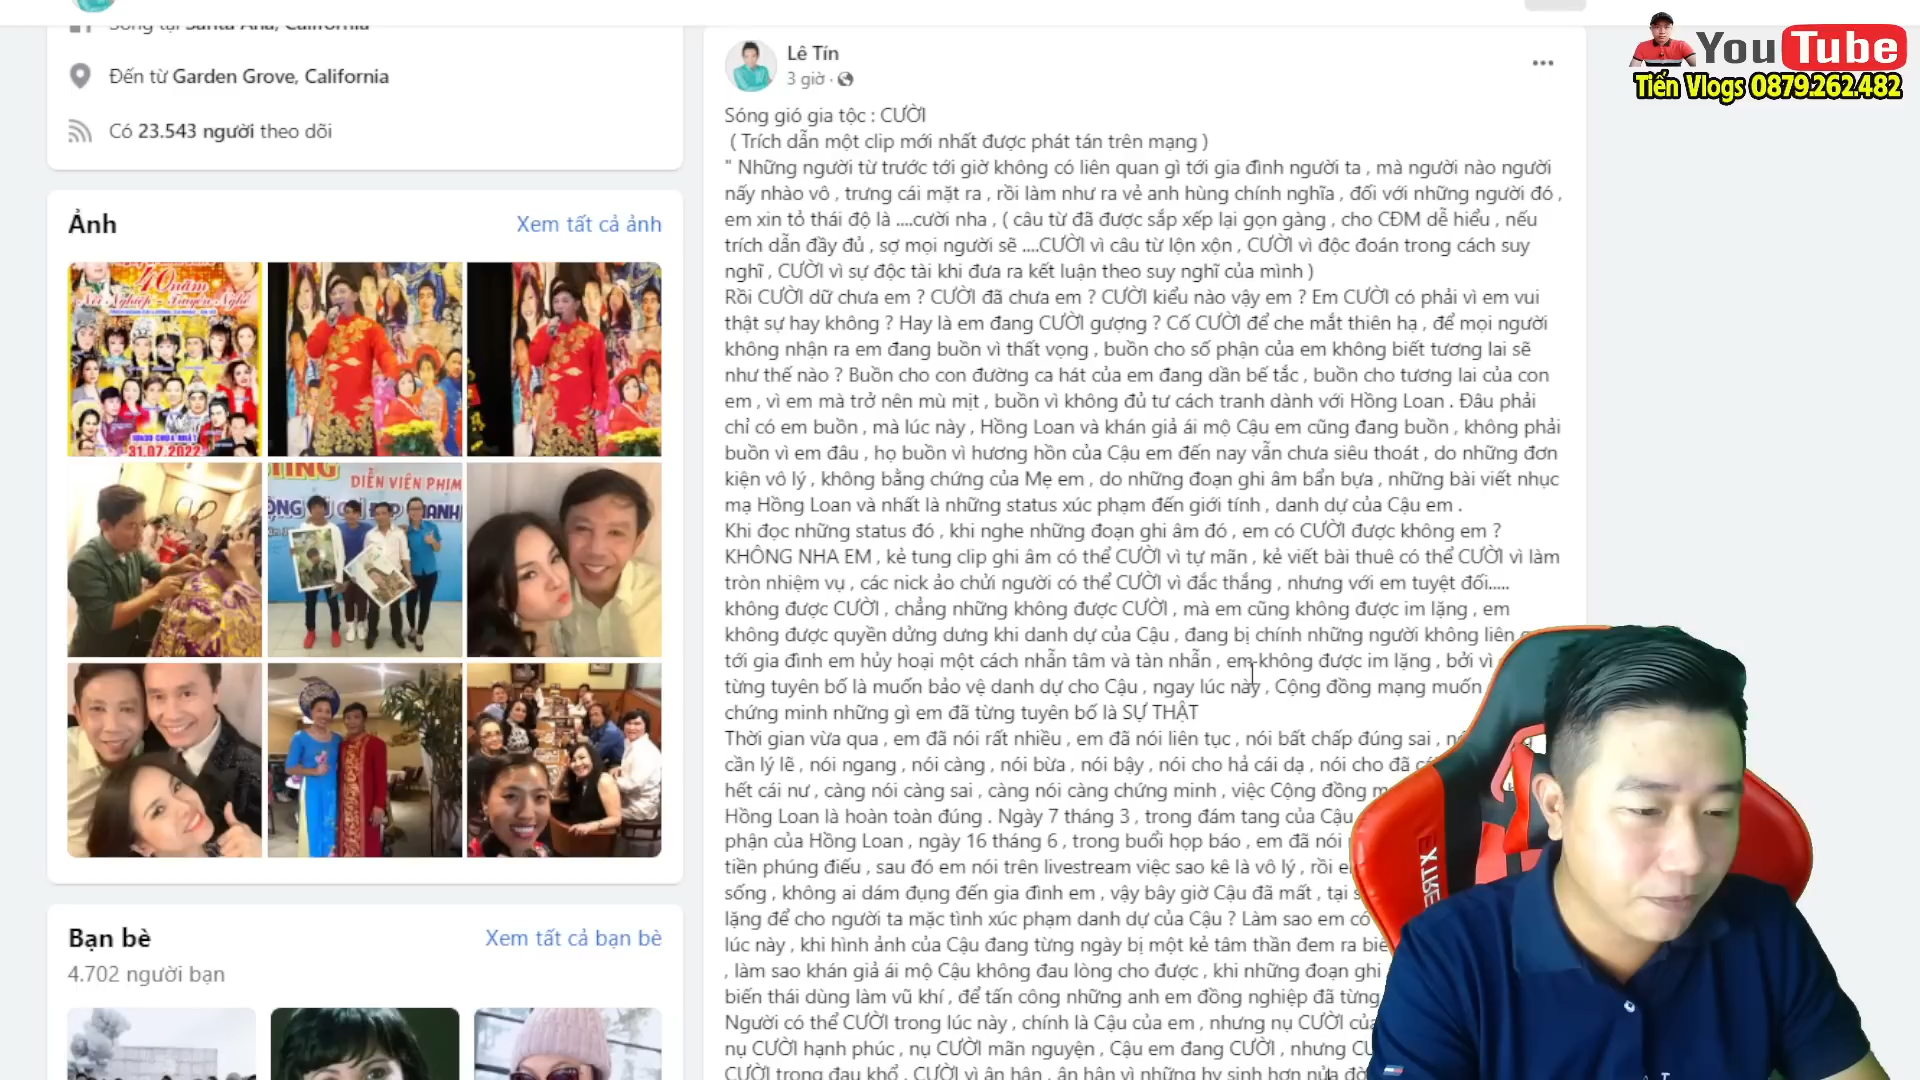 Sống tại Santa Ana, California
Đến từ Garden Grove, California
Có 23.543 người theo dõi
Ảnh
Xem tất cả ảnh
40 năm
31.07.2022
DIỄN VIÊN PHIM
Bạn bè
Xem tất cả bạn bè
4.702 người bạn
Lê Tín
3 giờ ·
Sóng gió gia tộc : CƯỜI
( Trích dẫn một clip mới nhất được phát tán trên mạng )
" Những người từ trước tới giờ không có liên quan gì tới gia đình người ta , mà người nào người
nấy nhào vô , trưng cái mặt ra , rồi làm như ra vẻ anh hùng chính nghĩa , đối với những người đó ,
em xin tỏ thái độ là ....cười nha , ( câu từ đã được sắp xếp lại gọn gàng , cho CĐM dễ hiểu , nếu
trích dẫn đầy đủ , sợ mọi người sẽ ....CƯỜI vì câu từ lộn xộn , CƯỜI vì độc đoán trong cách suy
nghĩ , CƯỜI vì sự độc tài khi đưa ra kết luận theo suy nghĩ của mình )
Rồi CƯỜI dữ chưa em ? CƯỜI đã chưa em ? CƯỜI kiểu nào vậy em ? Em CƯỜI có phải vì em vui
thật sự hay không ? Hay là em đang CƯỜI gượng ? Cố CƯỜI để che mắt thiên hạ , để mọi người
không nhận ra em đang buồn vì thất vọng , buồn cho số phận của em không biết tương lai sẽ
như thế nào ? Buồn cho con đường ca hát của em đang dần bế tắc , buồn cho tương lai của con
em , vì em mà trở nên mù mịt , buồn vì không đủ tư cách tranh dành với Hồng Loan . Đâu phải
chỉ có em buồn , mà lúc này , Hồng Loan và khán giả ái mộ Cậu em cũng đang buồn , không phải
buồn vì em đâu , họ buồn vì hương hồn của Cậu em đến nay vẫn chưa siêu thoát , do những đơn
kiện vô lý , không bằng chứng của Mẹ em , do những đoạn ghi âm bẩn bựa , những bài viết nhục
mạ Hồng Loan và nhất là những status xúc phạm đến giới tính , danh dự của Cậu em .
Khi đọc những status đó , khi nghe những đoạn ghi âm đó , em có CƯỜI được không em ?
KHÔNG NHA EM , kẻ tung clip ghi âm có thể CƯỜI vì tự mãn , kẻ viết bài thuê có thể CƯỜI vì làm
tròn nhiệm vụ , các nick ảo chửi người có thể CƯỜI vì đắc thắng , nhưng với em tuyệt đối.....
không được CƯỜI , chẳng những không được CƯỜI , mà em cũng không được im lặng , em
không được quyền dửng dưng khi danh dự của Cậu , đang bị chính những người không liên
tới gia đình em hủy hoại một cách nhẫn tâm và tàn nhẫn , em không được im lặng , bởi vì
từng tuyên bố là muốn bảo vệ danh dự cho Cậu , ngay lúc này , Cộng đồng mạng muốn
chứng minh những gì em đã từng tuyên bố là SỰ THẬT
Thời gian vừa qua , em đã nói rất nhiều , em đã nói liên tục , nói bất chấp đúng sai ,
cần lý lẽ , nói ngang , nói càng , nói bừa , nói bậy , nói cho hả cái dạ , nói cho đã
hết cái nư , càng nói càng sai , càng nói càng chứng minh , việc Cộng đồng
Hồng Loan là hoàn toàn đúng . Ngày 7 tháng 3 , trong đám tang của Cậu
phận của Hồng Loan , ngày 16 tháng 6 , trong buổi họp báo , em đã nói
tiền phúng điếu , sau đó em nói trên livestream việc sao kê là vô lý , rồi
sống , không ai dám đụng đến gia đình em , vậy bây giờ Cậu đã mất , tại
lặng để cho người ta mặc tình xúc phạm danh dự của Cậu ? Làm sao em có
lúc này , khi hình ảnh của Cậu đang từng ngày bị một kẻ tâm thần đem ra
, làm sao khán giả ái mộ Cậu không đau lòng cho được , khi những đoạn ghi
biến thái dùng làm vũ khí , để tấn công những anh em đồng nghiệp đã từng
Người có thể CƯỜI trong lúc này , chính là Cậu của em , nhưng nụ CƯỜI
nụ CƯỜI hạnh phúc , nụ CƯỜI mãn nguyện , Cậu em đang CƯỜI , nhưng
CƯỜI trong đau khổ , CƯỜI vì ân hận , ân hận vì những hy sinh hơn nửa
YouTube
Tiến Vlogs 0879.262.482